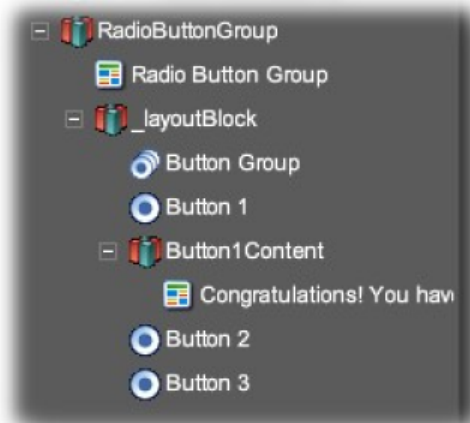 RadioButtonGroup
Radio Button Group
_layoutBlock
Button Group
Button 1
Button1Content
Congratulations! You hav
Button 2
Button 3